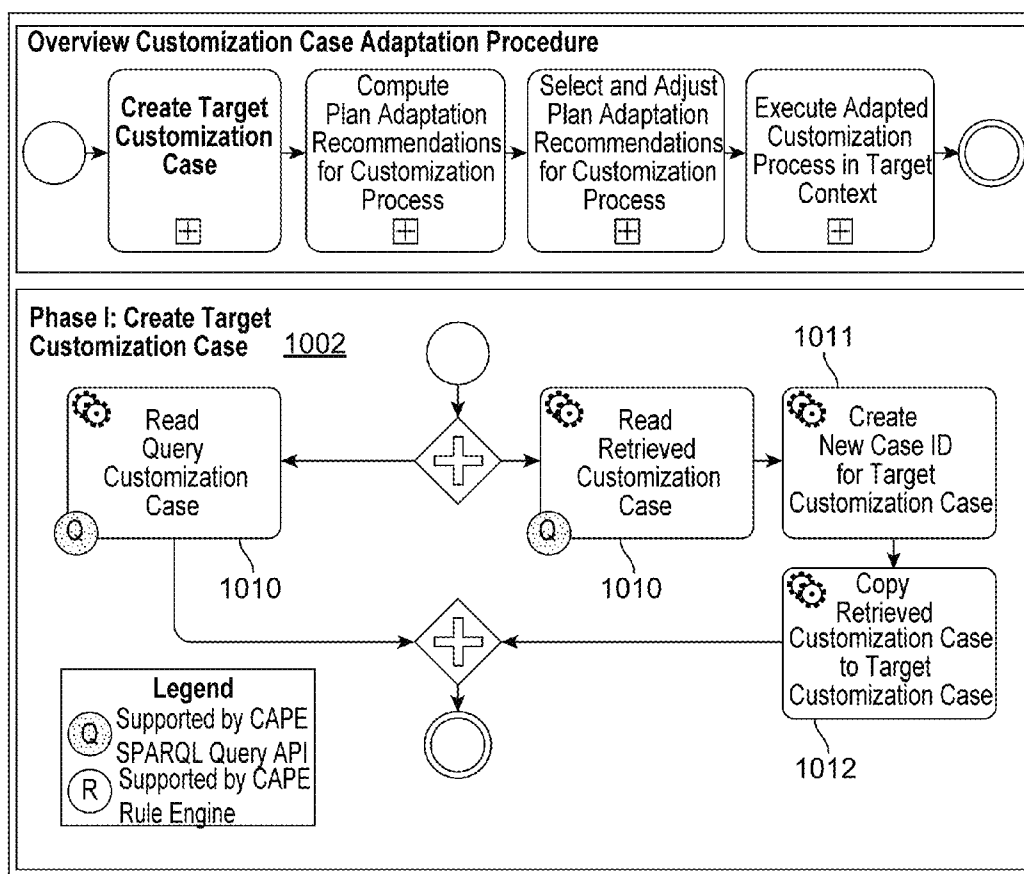 Overview Customization Case Adaptation Procedure
Create Target
Customization
Case
Compute
Plan Adaptation
Recommendations
for Customization
Process
Select and Adjust
Plan Adaptation
Recommendations
for Customization
Process
Execute Adapted
Customization
Process in Target
Context
Phase I: Create Target
Customization Case 1002
Read
Query
Customization
Case
Q
1010
Read
Retrieved
Customization
Case
Q
1010
1011
Create
New Case ID
for Target
Customization Case
Copy
Retrieved
Customization Case
to Target
Customization Case
1012
Legend
Q Supported by CAPE
SPARQL Query API
R Supported by CAPE
Rule Engine